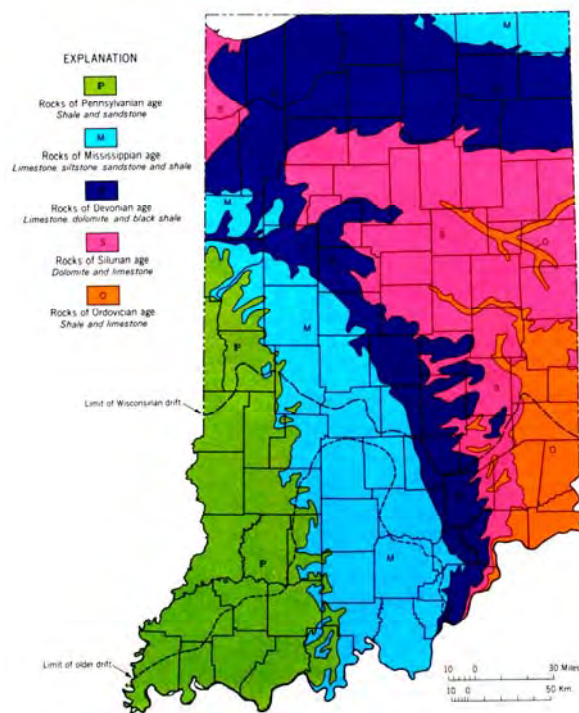 EXPLANATION
P
Rocks of Pennsylvanian age
Shale and sandstone
M
Rocks of Mississippian age
Limestone, siltstone, sandstone and shale
Rocks of Devonian age
Limestone, dolomite, and black shale
S
Rocks of Silurian age
Dolomite and limestone
O
Rocks of Ordovician age
Shale and limestone
M
S
M
S
O
M
P
Limit of Wisconsinan drift
S
O
P
M
Limit of older drift
10 0 30 Miles
10 0 50 Km